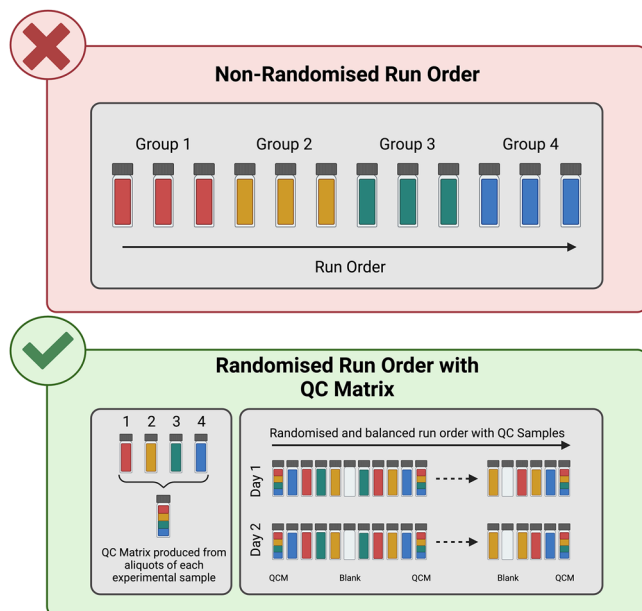 Non-Randomised Run Order
Group 1
Group 2
Group 3
Group 4
Run Order
Randomised Run Order with
QC Matrix
1
2
3
4
QC Matrix produced from
aliquots of each
experimental sample
Randomised and balanced run order with QC Samples
Day 1
Day 2
QCM
Blank
QCM
Blank
QCM